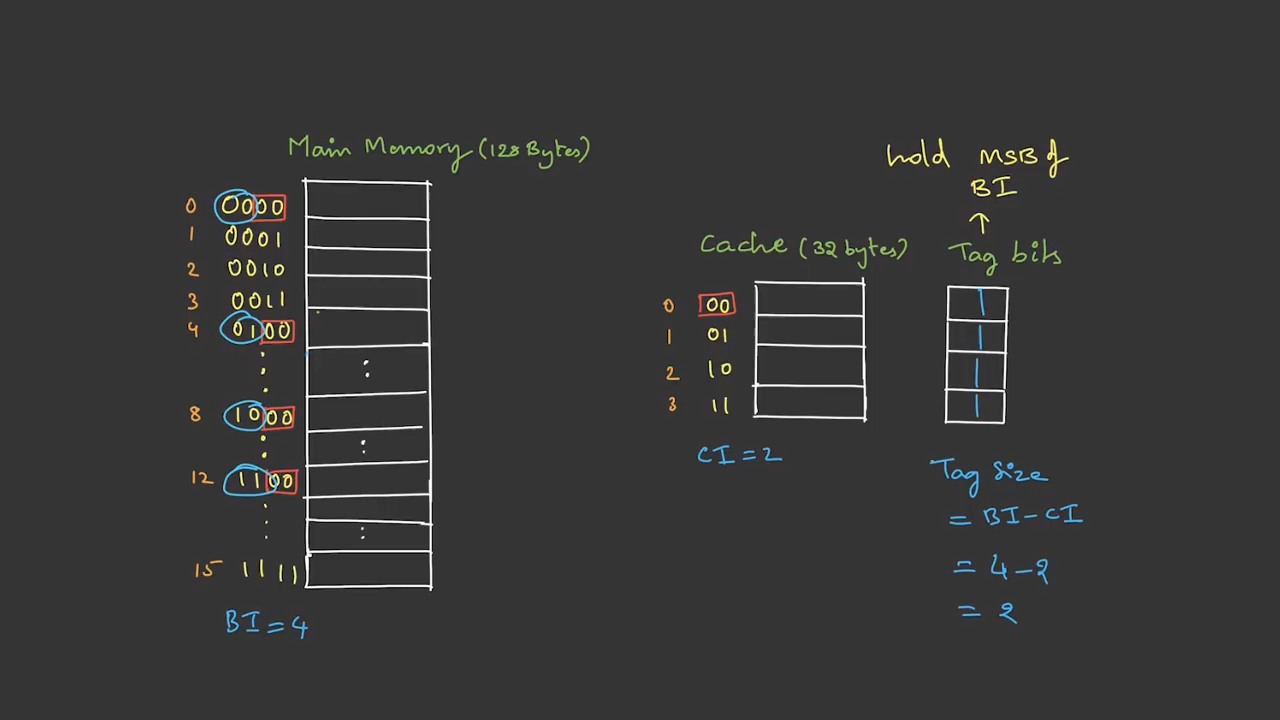 Main Memory (128 Bytes)
0 0000
1 0001
2 0010
3 0011
4 0100
8 1000
12 1100
15 1111
BI = 4
Cache (32 bytes)
0 00
1 01
2 10
3 11
CI = 2
hold MSB of
BI
↑
Tag bits
Tag Size
= BI - CI
= 4 - 2
= 2